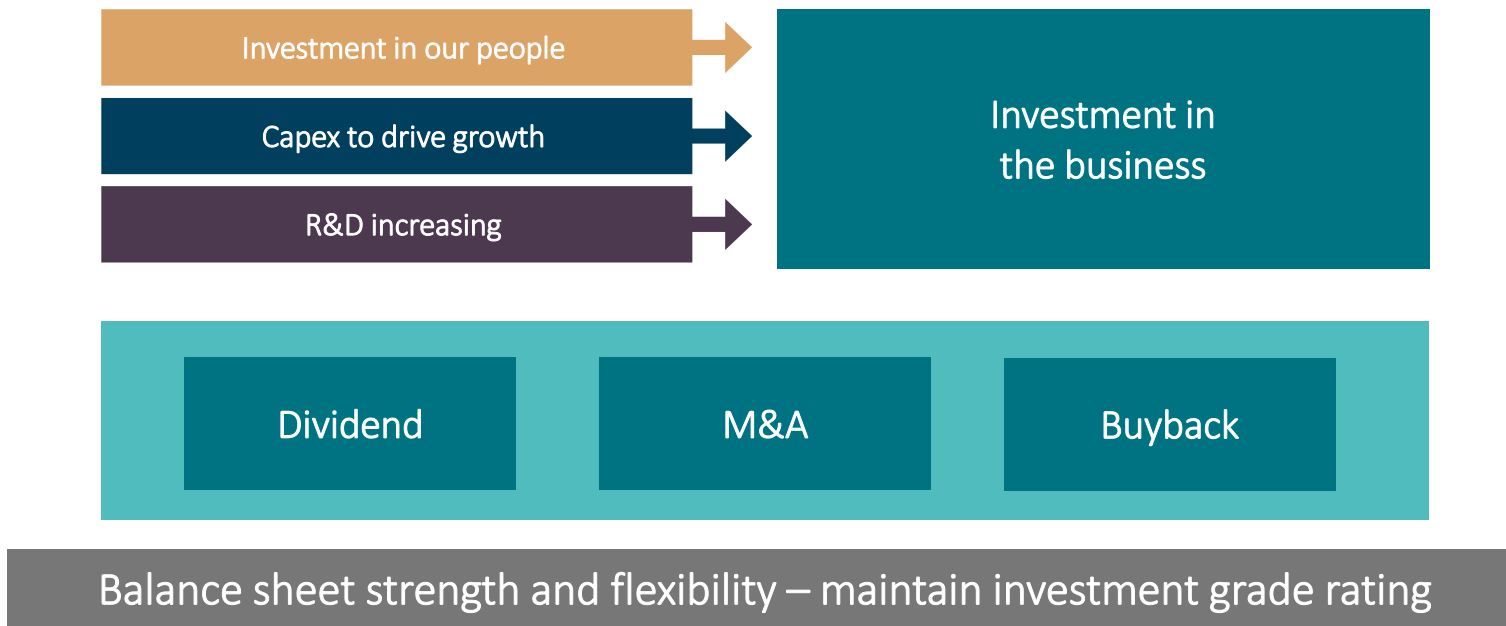 Investment in our people
Capex to drive growth
R&D increasing
Investment in
the business
Dividend
M&A
Buyback
Balance sheet strength and flexibility – maintain investment grade rating